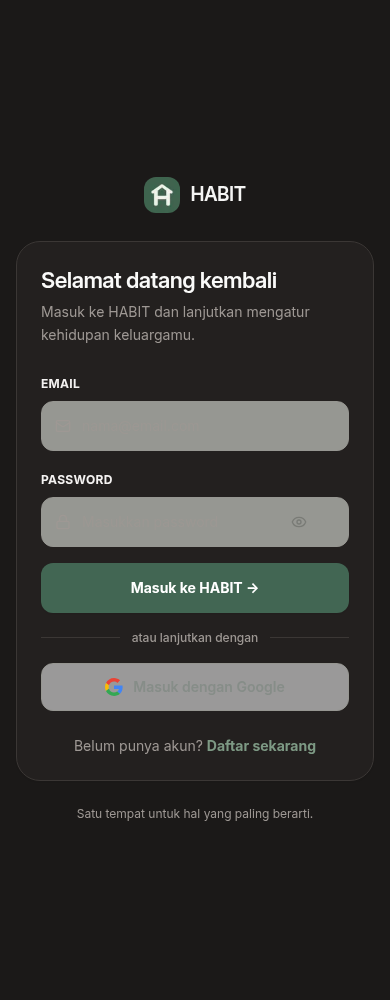 HABIT
Selamat datang kembali
Masuk ke HABIT dan lanjutkan mengatur
kehidupan keluargamu.
EMAIL
PASSWORD
Masuk ke HABIT →
atau lanjutkan dengan
Masuk dengan Google
Belum punya akun? Daftar sekarang
Satu tempat untuk hal yang paling berarti.